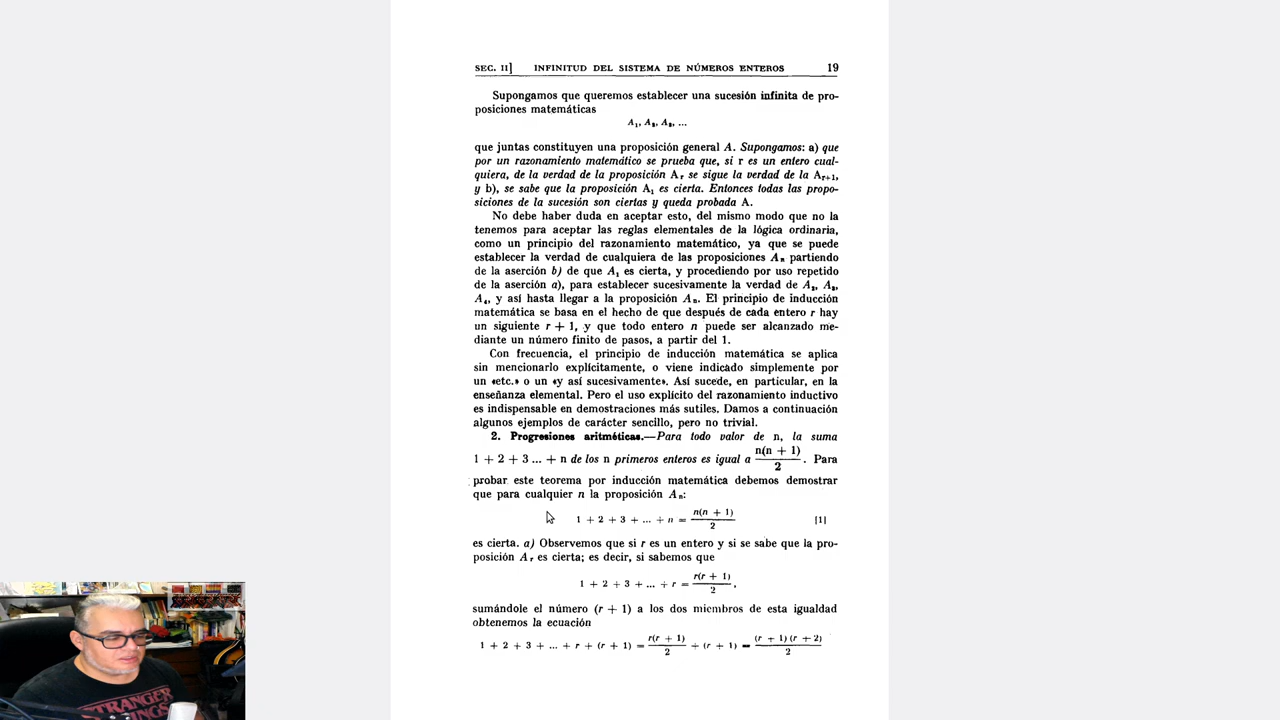 SEC. II] INFINITUD DEL SISTEMA DE NÚMEROS ENTEROS 19
Supongamos que queremos establecer una sucesión infinita de pro-
posiciones matemáticas
A₁, A₂, A₃, ...
que juntas constituyen una proposición general A. Supongamos: a) que
por un razonamiento matemático se prueba que, si r es un entero cual-
quiera, de la verdad de la proposición Aᵣ se sigue la verdad de la Aᵣ₊₁,
y b), se sabe que la proposición A₁ es cierta. Entonces todas las propo-
siciones de la sucesión son ciertas y queda probada A.
No debe haber duda en aceptar esto, del mismo modo que no la
tenemos para aceptar las reglas elementales de la lógica ordinaria,
como un principio del razonamiento matemático, ya que se puede
establecer la verdad de cualquiera de las proposiciones Aₙ partiendo
de la aserción b) de que A₁ es cierta, y procediendo por uso repetido
de la aserción a), para establecer sucesivamente la verdad de A₂, A₃,
A₄, y así hasta llegar a la proposición Aₙ. El principio de inducción
matemática se basa en el hecho de que después de cada entero r hay
un siguiente r + 1, y que todo entero n puede ser alcanzado me-
diante un número finito de pasos, a partir del 1.
Con frecuencia, el principio de inducción matemática se aplica
sin mencionarlo explícitamente, o viene indicado simplemente por
un «etc.» o un «y así sucesivamente». Así sucede, en particular, en la
enseñanza elemental. Pero el uso explícito del razonamiento inductivo
es indispensable en demostraciones más sutiles. Damos a continuación
algunos ejemplos de carácter sencillo, pero no trivial.
2. Progresiones aritméticas.—Para todo valor de n, la suma
1 + 2 + 3 ... + n de los n primeros enteros es igual a n(n + 1)/2. Para
probar este teorema por inducción matemática debemos demostrar
que para cualquier n la proposición Aₙ:
1 + 2 + 3 + ... + n = n(n + 1)/2 [1]
es cierta. a) Observemos que si r es un entero y si se sabe que la pro-
posición Aᵣ es cierta; es decir, si sabemos que
1 + 2 + 3 + ... + r = r(r + 1)/2,
sumándole el número (r + 1) a los dos miembros de esta igualdad
obtenemos la ecuación
1 + 2 + 3 + ... + r + (r + 1) = r(r + 1)/2 + (r + 1) = (r + 1)(r + 2)/2
STRANGER